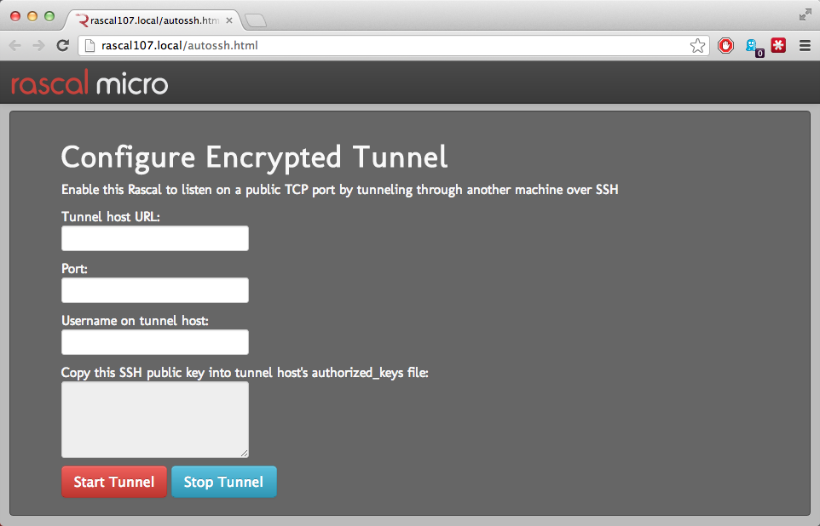 rascal107.local/autossh.htm
rascal107.local/autossh.html
0
rascal micro
Configure Encrypted Tunnel
Enable this Rascal to listen on a public TCP port by tunneling through another machine over SSH
Tunnel host URL:
Port:
Username on tunnel host:
Copy this SSH public key into tunnel host's authorized_keys file:
Start Tunnel Stop Tunnel